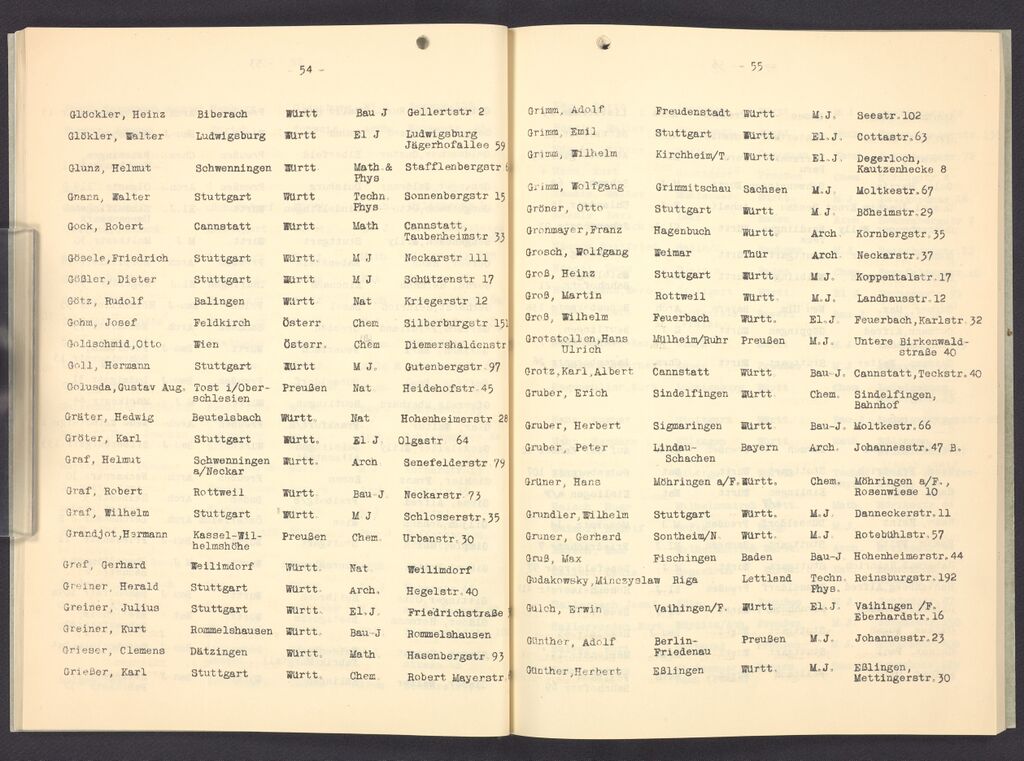 54 -
Glöckler, Heinz Biberach Württ Bau J Gellertstr 2
Glökler, Walter Ludwigsburg Württ El J Ludwigsburg
Jägerhofallee 59
Glunz, Helmut Schwenningen Württ Math & Stafflenbergstr
Phys
Gnann, Walter Stuttgart Württ Techn Sonnenbergstr 15
Phys
Gock, Robert Cannstatt Württ Math Cannstatt,
Taubenheimstr 33
Gösele,Friedrich Stuttgart Württ. M J Neckarstr 111
Gößler, Dieter Stuttgart Württ M J Schützenstr 17
Götz, Rudolf Balingen Württ Nat Kriegerstr 12
Gohm, Josef Feldkirch Österr Chem Silberburgstr 151
Goldschmid,Otto Wien Österr. Chem Diemershaldenstr
Goll, Hermann Stuttgart Württ M J. Gutenbergstr 97
Golusda,Gustav Aug. Tost i/Ober- Preußen Nat Heidehofstr 45
schlesien
Gräter, Hedwig Beutelsbach Württ Nat Hohenheimerstr 28
Gröter, Karl Stuttgart Württ. El J Olgastr 64
Graf, Helmut Schwenningen Württ. Arch Senefelderstr 79
a/Neckar
Graf, Robert Rottweil Württ Bau-J Neckarstr 73
Graf, Wilhelm Stuttgart Württ. M J Schlosserstr.35
Grandjot,Hermann Kassel-Wil- Preußen Chem. Urbanstr 30
helmshöhe
Gref, Gerhard Weilimdorf Württ. Nat Weilimdorf
Greiner, Herald Stuttgart Württ. Arch. Hegelstr 40
Greiner, Julius Stuttgart Württ. El.J. Friedrichstraße
Greiner, Kurt Rommelshausen Württ. Bau-J Rommelshausen
Grieser, Clemens Dätzingen Württ. Math Hasenbergstr 93
Grießer, Karl Stuttgart Württ. Chem. Robert Mayerstr
- 55
Grimm, Adolf Freudenstadt Württ M.J. Seestr.102
Grimm, Emil Stuttgart Württ El.J. Cottastr.63
Grimm, Wilhelm Kirchheim/T. Württ El.J. Degerloch,
Kautzenhecke 8
Grimm, Wolfgang Grimmitschau Sachsen M.J Moltkestr.67
Gröner, Otto Stuttgart Württ M J. Böheimstr.29
Gronmayer,Franz Hagenbuch Württ. Arch. Kornbergstr.35
Grosch, Wolfgang Weimar Thür Arch. Neckarstr.37
Groß, Heinz Stuttgart Württ M.J. Koppentalstr.17
Groß, Martin Rottweil Württ. M.J. Landhausstr.12
Groß, Wilhelm Feuerbach Württ. El.J Feuerbach,Karlstr.32
Grotstollen,Hans Mülheim/Ruhr Preußen M.J. Untere Birkenwald-
Ulrich straße 40
Grotz,Karl,Albert Cannstatt Württ Bau-J. Cannstatt,Teckstr.40
Gruber, Erich Sindelfingen Württ Chem. Sindelfingen,
Bahnhof
Gruber, Herbert Sigmaringen Württ Bau-J. Moltkestr.66
Gruber, Peter Lindau- Bayern Arch. Johannesstr.47 B.
Schachen
Grüner, Hans Möhringen a/F. Württ. Chem. Möhringen a/F.,
Rosenwiese 10
Grundler,Wilhelm Stuttgart Württ. M.J. Danneckerstr.11
Gruner, Gerhard Sontheim/N Württ. M.J Rotebühlstr.57
Gruß, Max Fischingen Baden Bau-J Hohenheimerstr.44
Gudakowsky,Minczyslaw Riga Lettland Techn. Reinsburgstr.192
Phys.
Gulch, Erwin Vaihingen/F. Württ El.J. Vaihingen /F.
Eberhardstr.16
Günther, Adolf Berlin- Preußen M.J. Johannesstr.23
Friedenau
Günther,Herbert Eßlingen Württ. M.J. Eßlingen,
Mettingerstr.30